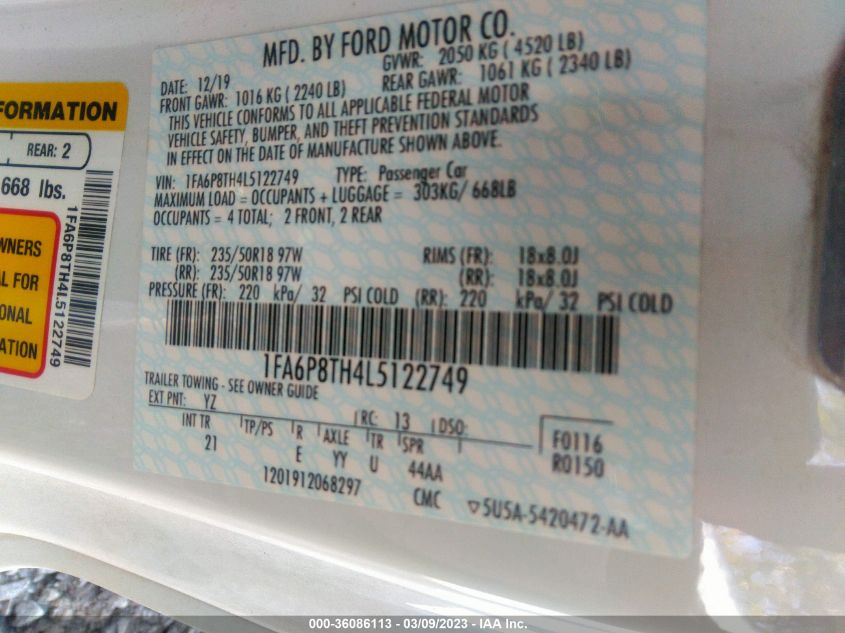 FORMATION
REAR: 2
668 lbs.
WNERS
AL FOR
ONAL
ATION
1FA6P8TH4L5122749
MFD. BY FORD MOTOR CO.
DATE: 12/19 GVWR: 2050 KG ( 4520 LB)
FRONT GAWR: 1016 KG ( 2240 LB) REAR GAWR: 1061 KG ( 2340 LB)
THIS VEHICLE CONFORMS TO ALL APPLICABLE FEDERAL MOTOR
VEHICLE SAFETY, BUMPER, AND THEFT PREVENTION STANDARDS
IN EFFECT ON THE DATE OF MANUFACTURE SHOWN ABOVE.
VIN: 1FA6P8TH4L5122749 TYPE: Passenger Car
MAXIMUM LOAD = OCCUPANTS + LUGGAGE = 303KG/ 668LB
OCCUPANTS = 4 TOTAL; 2 FRONT, 2 REAR
TIRE (FR): 235/50R18 97W RIMS (FR): 18x8.0J
(RR): 235/50R18 97W (RR): 18x8.0J
PRESSURE (FR): 220 kPa/ 32 PSI COLD (RR): 220 kPa/ 32 PSI COLD
1FA6P8TH4L5122749
TRAILER TOWING - SEE OWNER GUIDE
EXT PNT: YZ RC: 13 DSO:
INT TR TP/PS R AXLE TR SPR F0116
21 E YY U 44AA R0150
1201912068297 CMC ▽5U5A-5420472-AA
000-36086113 - 03/09/2023 - IAA Inc.